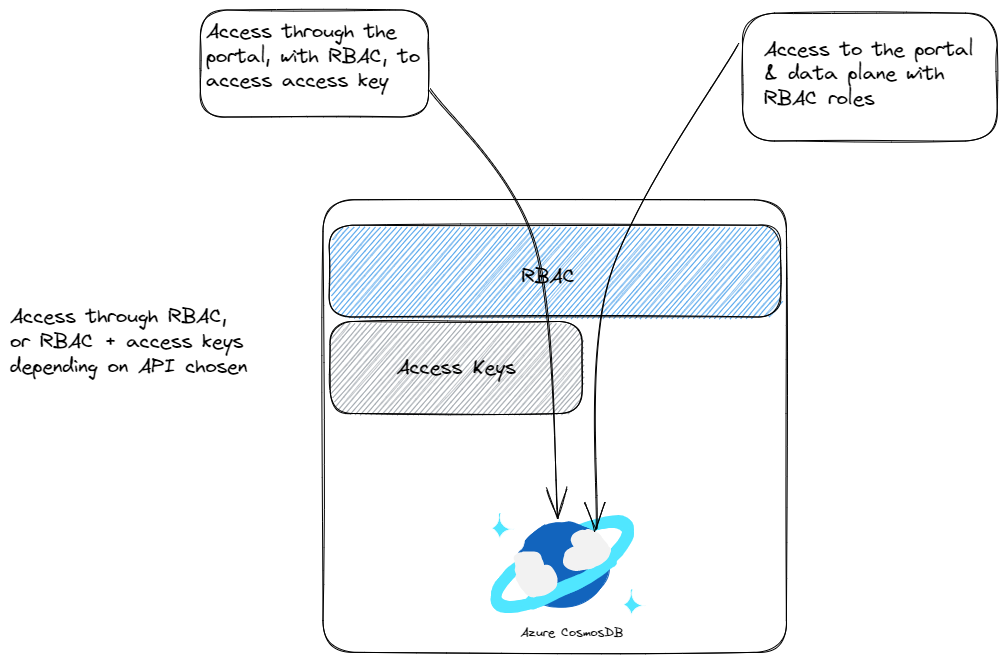 Access through the
portal, with RBAC, to
access access key
Access to the portal
& data plane with
RBAC roles
RBAC
Access through RBAC,
or RBAC + access keys
depending on API chosen
Access Keys
Azure CosmosDB